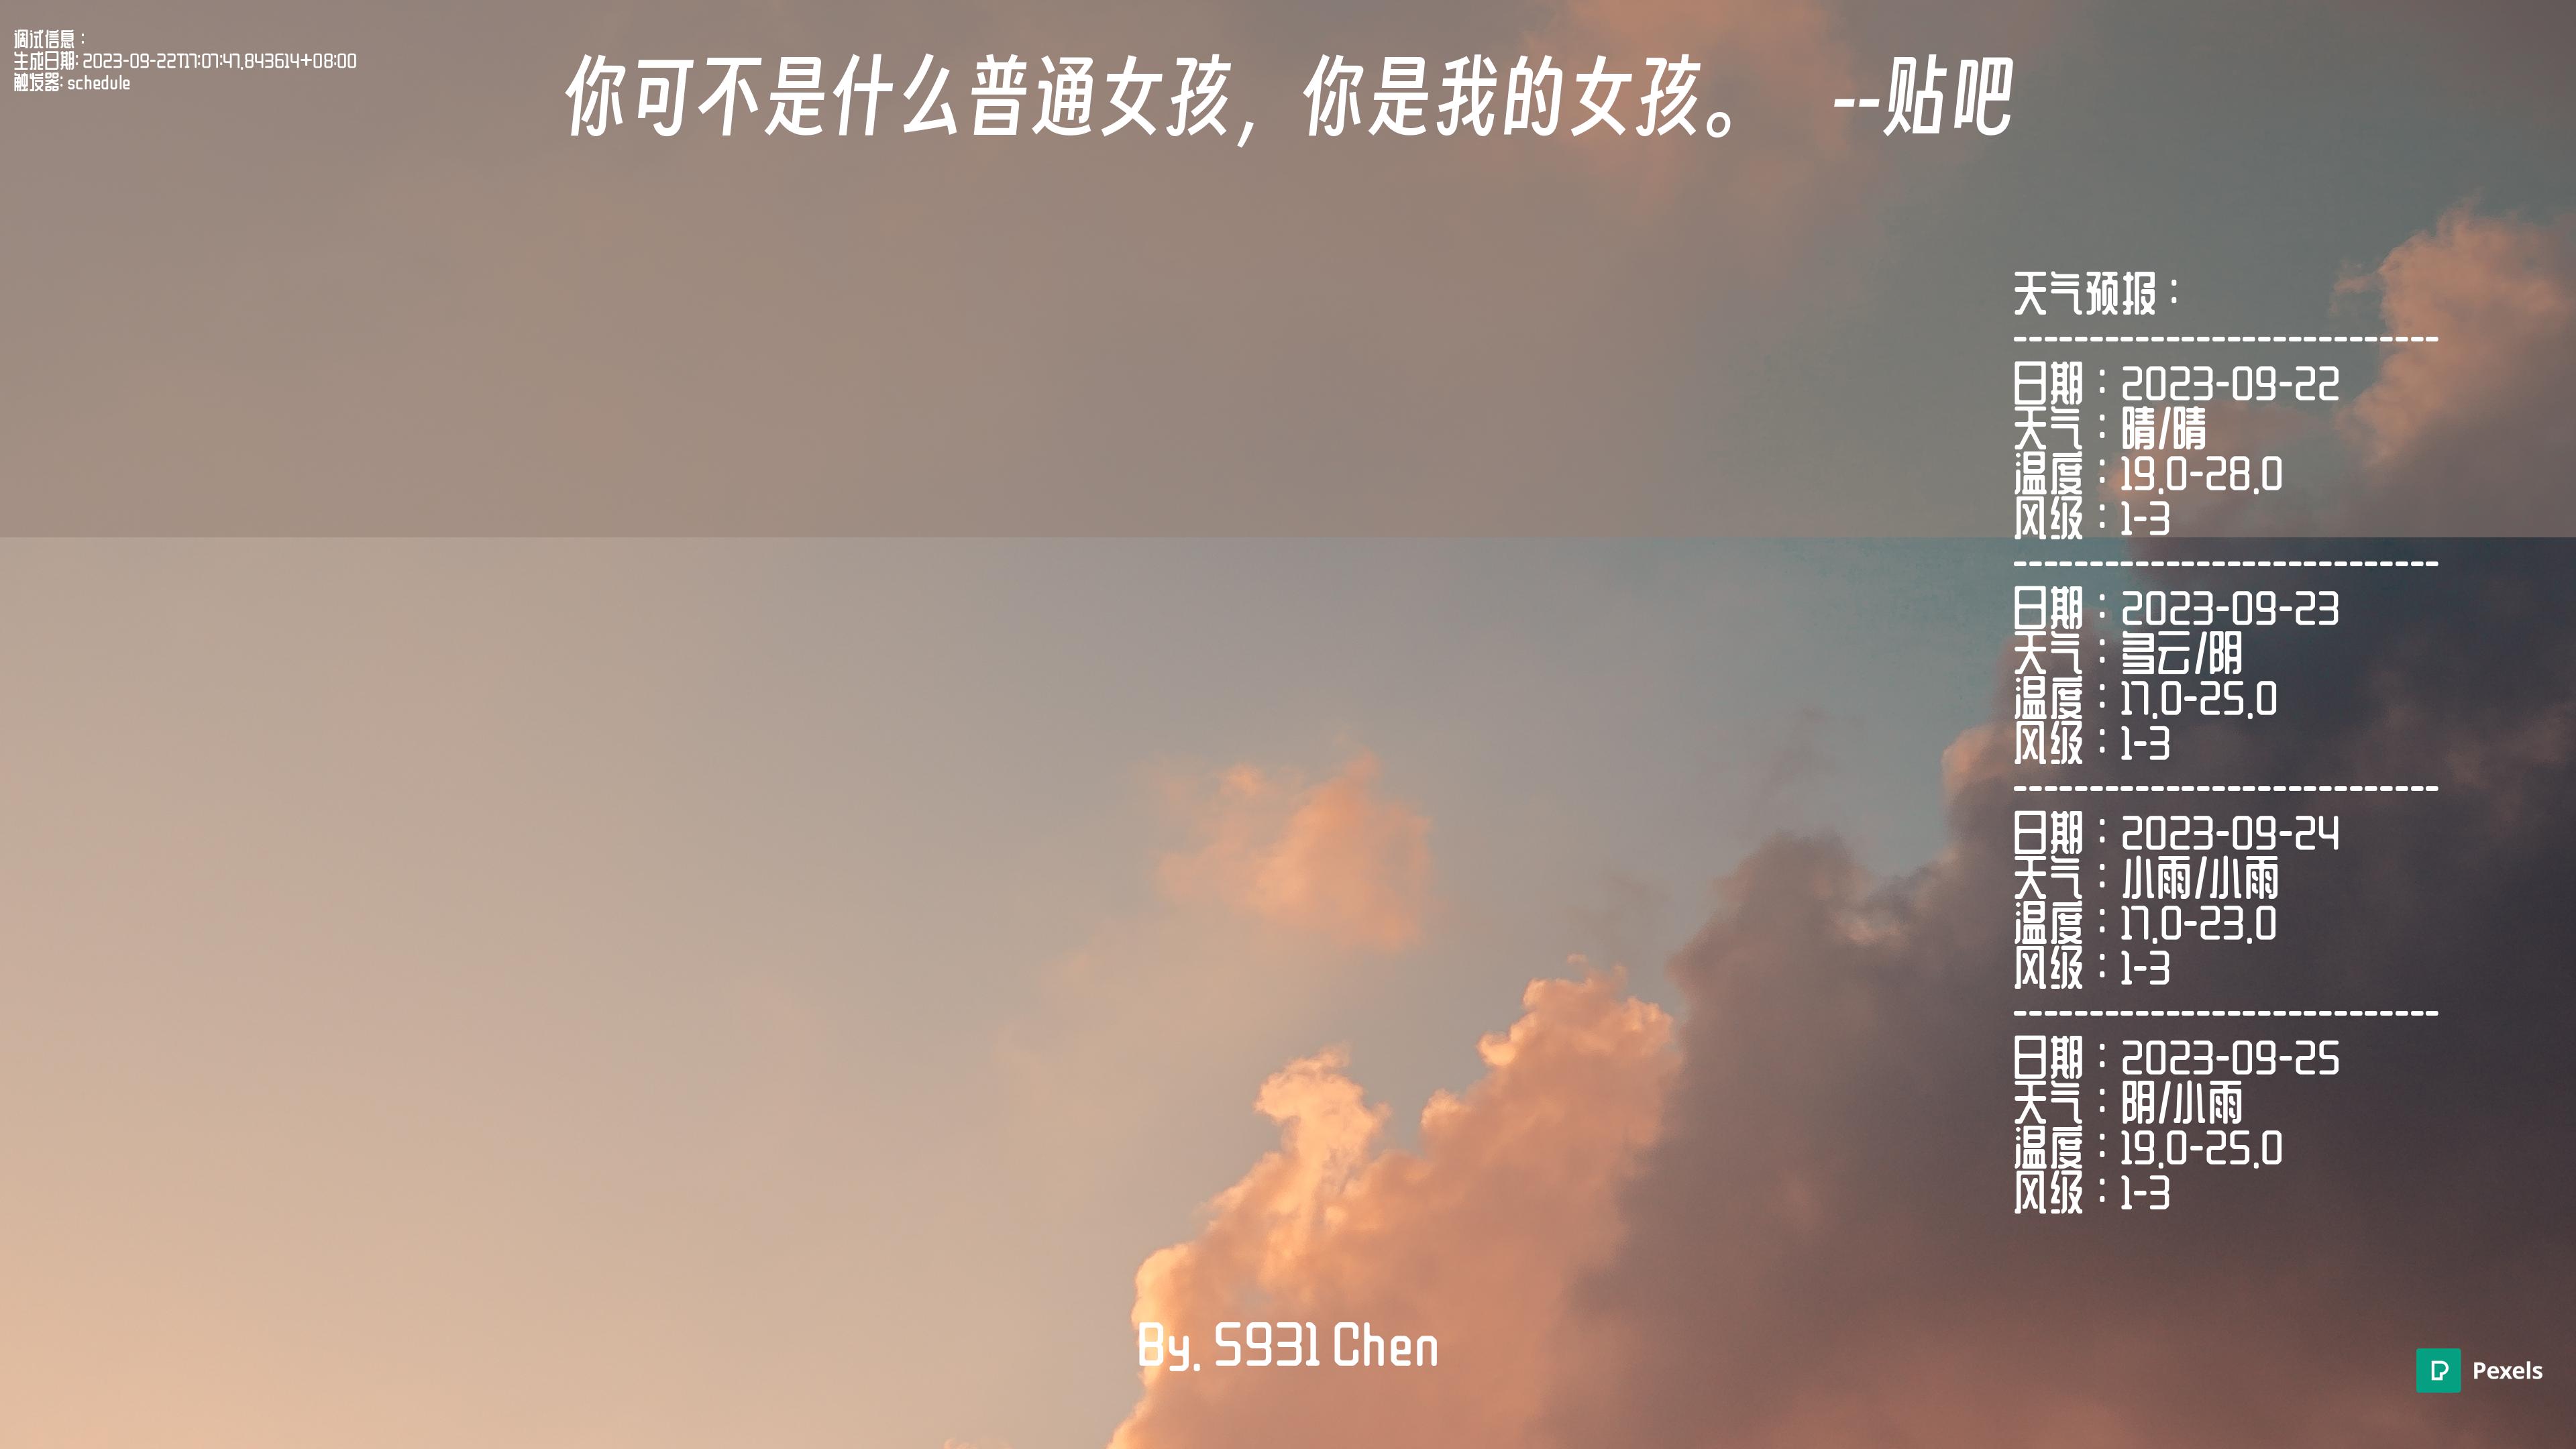 调试信息：
生成日期: 2023-09-22T17:07:47.843614+08:00
触发器: schedule
你可不是什么普通女孩，你是我的女孩。 --贴吧
天气预报：
----------------------------
日期：2023-09-22
天气：晴/晴
温度：19.0-28.0
风级：1-3
----------------------------
日期：2023-09-23
天气：多云/阴
温度：17.0-25.0
风级：1-3
----------------------------
日期：2023-09-24
天气：小雨/小雨
温度：17.0-23.0
风级：1-3
----------------------------
日期：2023-09-25
天气：阴/小雨
温度：19.0-25.0
风级：1-3
By. S931 Chen
Pexels